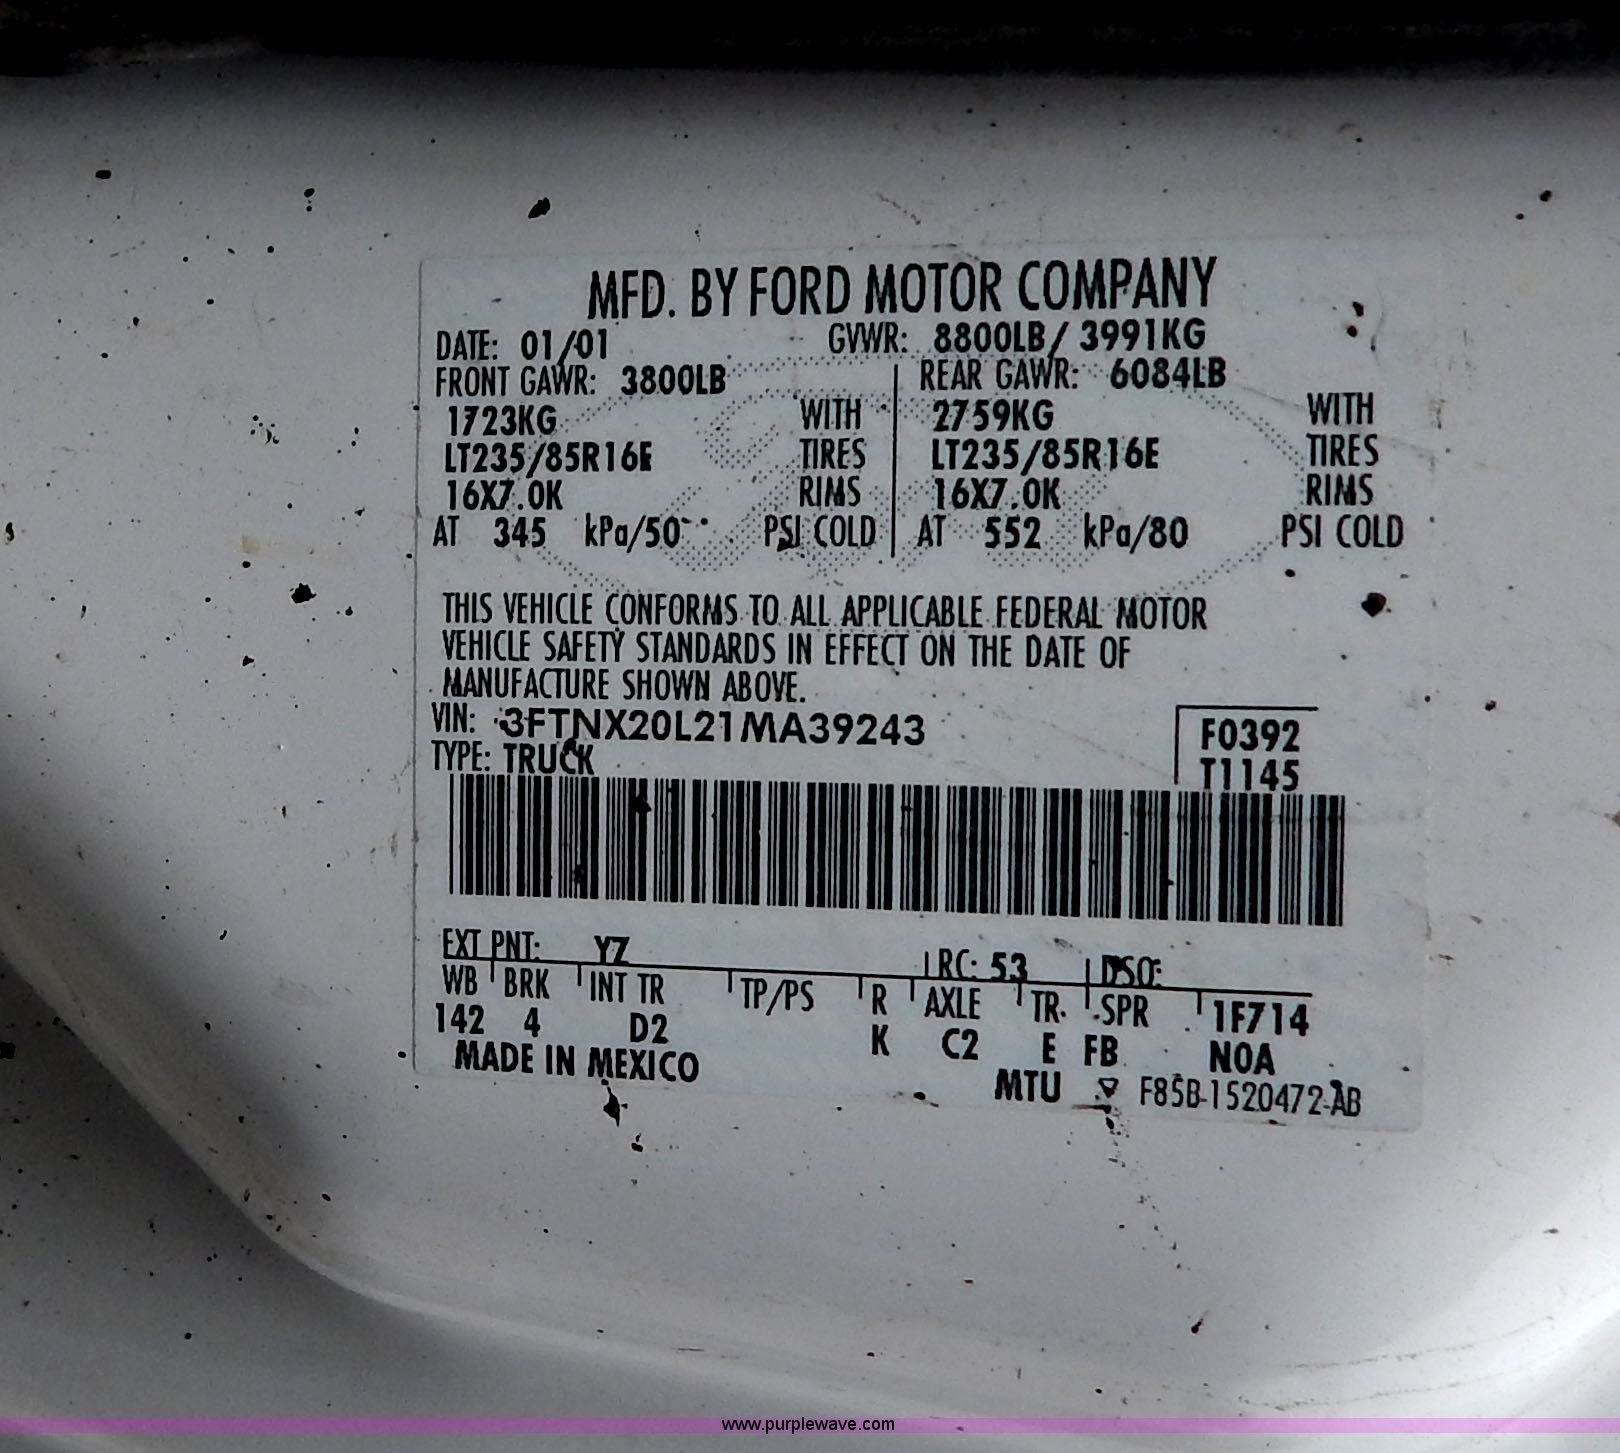 MFD. BY FORD MOTOR COMPANY
DATE: 01/01 GVWR: 8800LB/ 3991KG
FRONT GAWR: 3800LB REAR GAWR: 6084LB
1723KG WITH 2759KG WITH
LT235/85R16E TIRES LT235/85R16E TIRES
16X7.0K RIMS 16X7.0K RIMS
AT 345 kPa/50 PSI COLD AT 552 kPa/80 PSI COLD
THIS VEHICLE CONFORMS TO ALL APPLICABLE FEDERAL MOTOR
VEHICLE SAFETY STANDARDS IN EFFECT ON THE DATE OF
MANUFACTURE SHOWN ABOVE.
VIN: 3FTNX20L21MA39243 F0392
TYPE: TRUCK T1145
EXT PNT: YZ RC: 53 DSO:
WB BRK INT TR TP/PS R AXLE TR SPR 1F714
142 4 D2 K C2 E FB N0A
MADE IN MEXICO MTU F85B-1520472-AB
www.purplewave.com